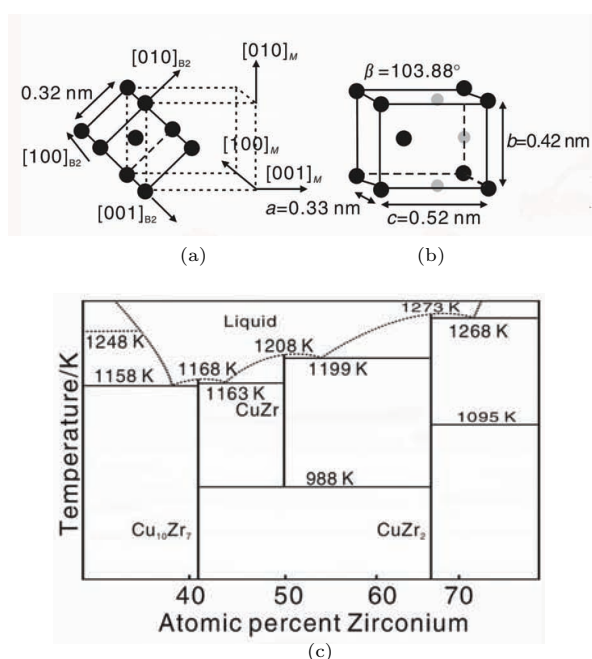 [010]B2
[010]M
0.32 nm
[100]B2
[100]M
[001]M
[001]B2
a=0.33 nm
β=103.88°
b=0.42 nm
c=0.52 nm
(a)
(b)
1273 K
Liquid
1248 K
1208 K
1268 K
1158 K
1168 K
1199 K
1163 K
CuZr
1095 K
988 K
Cu₁₀Zr₇
CuZr₂
Temperature/K
40
50
60
70
Atomic percent Zirconium
(c)